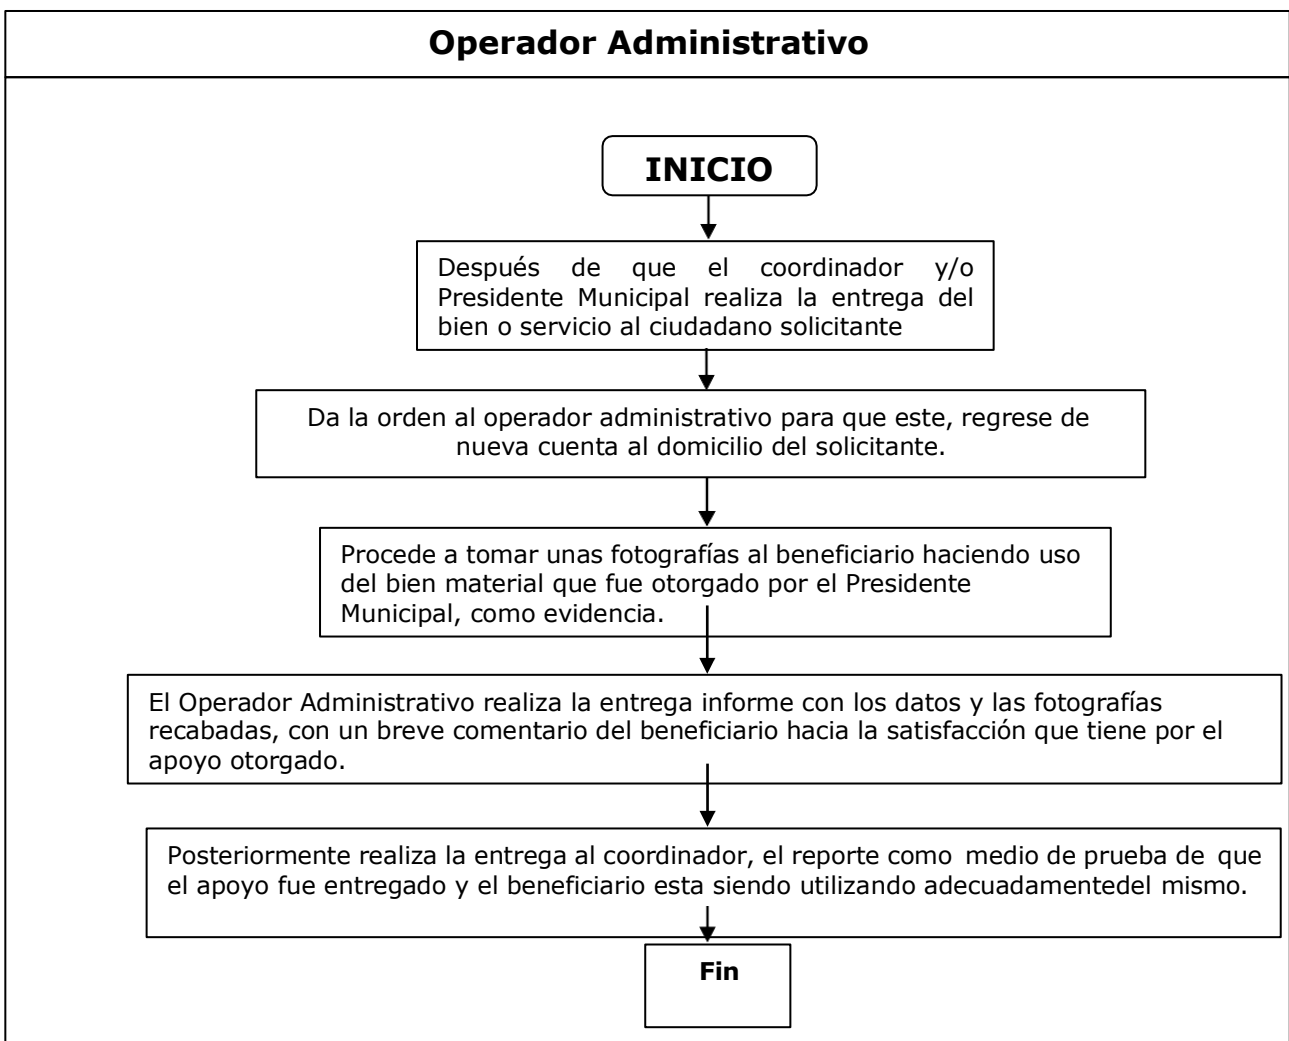 Operador Administrativo
INICIO
Después de que el coordinador y/o
Presidente Municipal realiza la entrega del
bien o servicio al ciudadano solicitante
Da la orden al operador administrativo para que este, regrese de
nueva cuenta al domicilio del solicitante.
Procede a tomar unas fotografías al beneficiario haciendo uso
del bien material que fue otorgado por el Presidente
Municipal, como evidencia.
El Operador Administrativo realiza la entrega informe con los datos y las fotografías
recabadas, con un breve comentario del beneficiario hacia la satisfacción que tiene por el
apoyo otorgado.
Posteriormente realiza la entrega al coordinador, el reporte como medio de prueba de que
el apoyo fue entregado y el beneficiario esta siendo utilizando adecuadamentedel mismo.
Fin